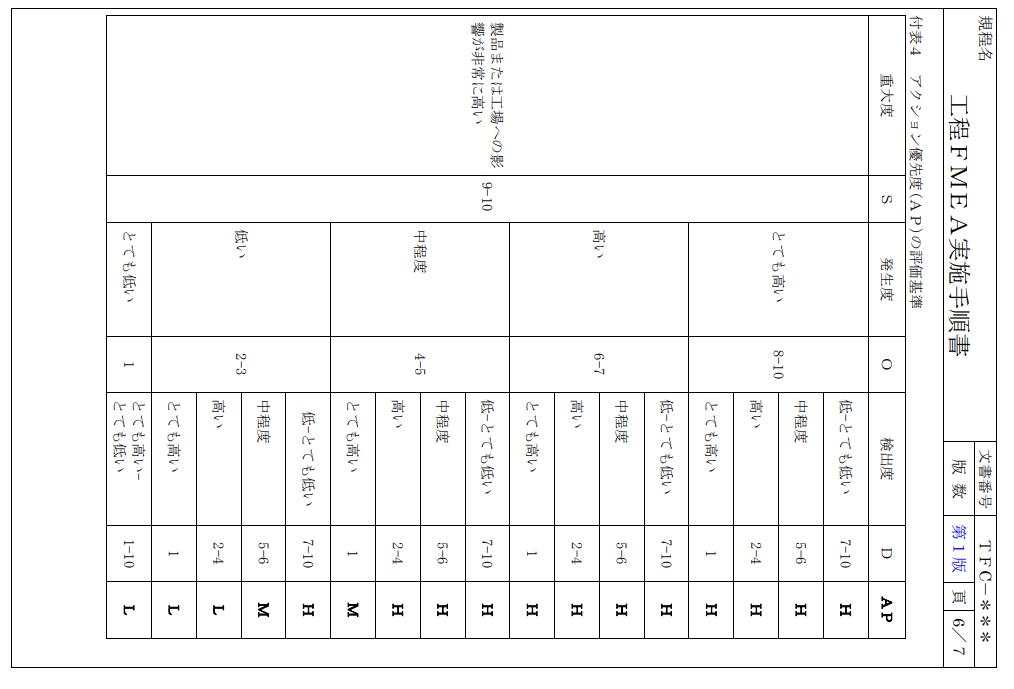 規程名
工程ＦＭＥＡ実施手順書
文書番号 ＴＦＣ－＊＊＊
版 数 第１版 頁 6／7
付表４ アクション優先度(ＡＰ)の評価基準
重大度 Ｓ 発生度 Ｏ 検出度 Ｄ ＡＰ
製品または工場への影
響が非常に高い
9-10
とても高い 8-10 低-とても低い 7-10 H
中程度 5-6 H
高い 2-4 H
とても高い 1 H
高い 6-7 低-とても低い 7-10 H
中程度 5-6 H
高い 2-4 H
とても高い 1 H
中程度 4-5 低-とても低い 7-10 H
中程度 5-6 H
高い 2-4 H
とても高い 1 M
低い 2-3 低-とても低い 7-10 H
中程度 5-6 M
高い 2-4 L
とても高い 1 L
とても低い 1 とても高い-
とても低い 1-10 L